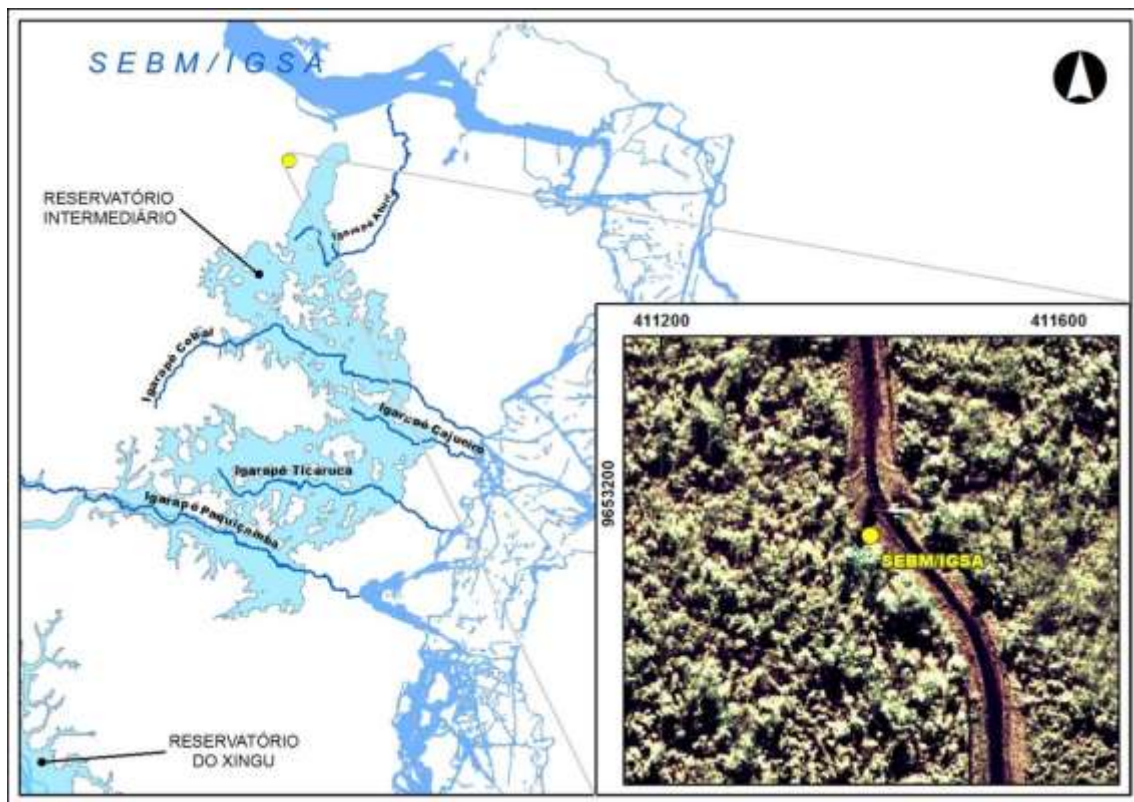 SEBM/IGSA
RESERVATÓRIO
INTERMEDIÁRIO
Igarapé Cobal
Igarapé Cajueiro
Igarapé Ticaruca
Igarapé Paquiçamba
RESERVATÓRIO
DO XINGU
411200
411600
9653200
SEBM/IGSA